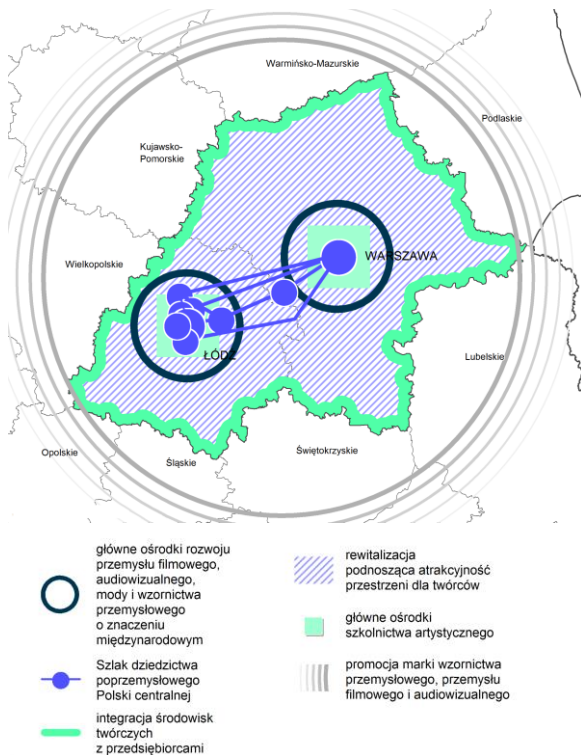 Warmińsko-Mazurskie
Podlaskie
Kujawsko-
Pomorskie
Wielkopolskie
WARSZAWA
ŁÓDŹ
Lubelskie
Opolskie
Śląskie
Świętokrzyskie
główne ośrodki rozwoju
przemysłu filmowego,
audiowizualnego,
mody i wzornictwa
przemysłowego
o znaczeniu
międzynarodowym
Szlak dziedzictwa
poprzemysłowego
Polski centralnej
integracja środowisk
twórczych
z przedsiębiorcami
rewitalizacja
podnosząca atrakcyjność
przestrzeni dla twórców
główne ośrodki
szkolnictwa artystycznego
promocja marki wzornictwa
przemysłowego, przemysłu
filmowego i audiowizualnego